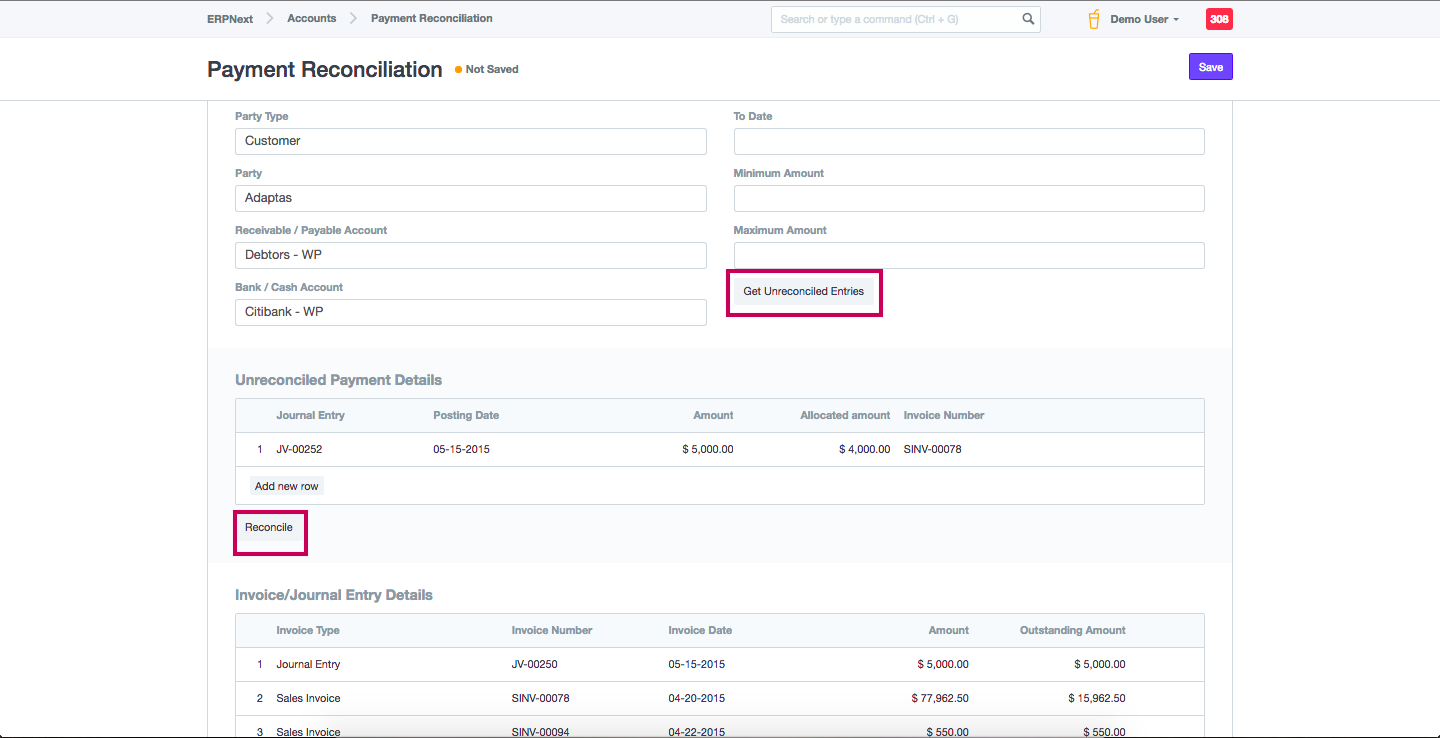 ERPNext Accounts Payment Reconciliation Search or type a command (Ctrl + G) Demo User 308
Payment Reconciliation Not Saved Save
Party Type To Date
Customer
Party Minimum Amount
Adaptas
Receivable / Payable Account Maximum Amount
Debtors - WP
Bank / Cash Account Get Unreconciled Entries
Citibank - WP
Unreconciled Payment Details
Journal Entry Posting Date Amount Allocated amount Invoice Number
1 JV-00252 05-15-2015 $ 5,000.00 $ 4,000.00 SINV-00078
Add new row
Reconcile
Invoice/Journal Entry Details
Invoice Type Invoice Number Invoice Date Amount Outstanding Amount
1 Journal Entry JV-00250 05-15-2015 $ 5,000.00 $ 5,000.00
2 Sales Invoice SINV-00078 04-20-2015 $ 77,962.50 $ 15,962.50
3 Sales Invoice SINV-00094 04-22-2015 $ 550.00 $ 550.00